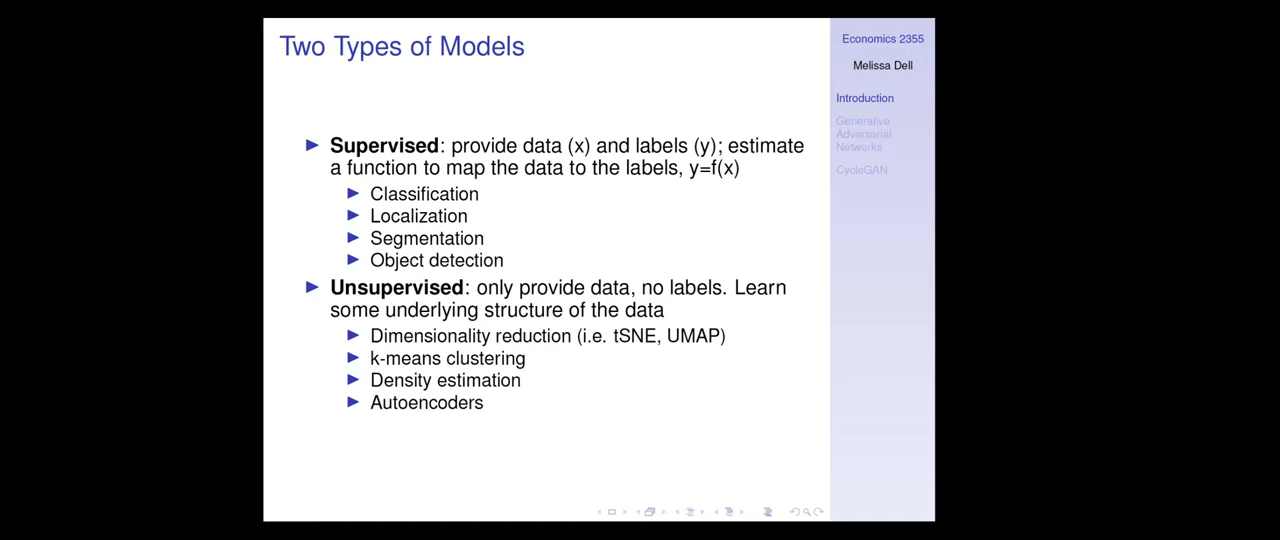 Two Types of Models
Supervised: provide data (x) and labels (y); estimate
a function to map the data to the labels, y=f(x)
Classification
Localization
Segmentation
Object detection
Unsupervised: only provide data, no labels. Learn
some underlying structure of the data
Dimensionality reduction (i.e. tSNE, UMAP)
k-means clustering
Density estimation
Autoencoders
Economics 2355
Melissa Dell
Introduction
Generative
Adversarial
Networks
CycleGAN